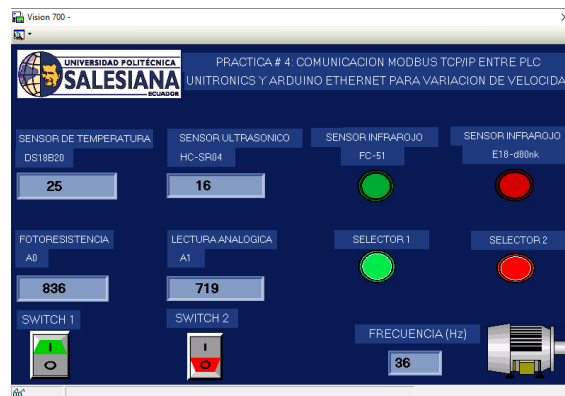 Vision 700 -
UNIVERSIDAD POLITÉCNICA
SALESIANA
ECUADOR
PRACTICA # 4: COMUNICACION MODBUS TCP/IP ENTRE PLC
UNITRONICS Y ARDUINO ETHERNET PARA VARIACION DE VELOCIDA
SENSOR DE TEMPERATURA
DS18B20
25
SENSOR ULTRASONICO
HC-SR04
16
SENSOR INFRAROJO
FC-51
SENSOR INFRAROJO
E18-d80nk
FOTORESISTENCIA
A0
836
LECTURA ANALOGICA
A1
719
SELECTOR 1
SELECTOR 2
SWITCH 1
I
O
SWITCH 2
I
O
FRECUENCIA (Hz)
36